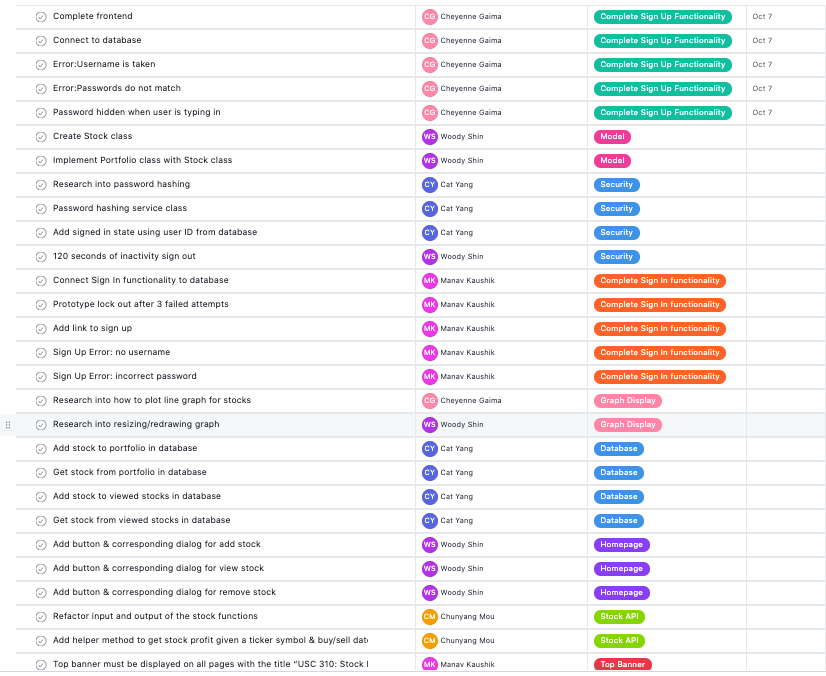 Complete frontend CG Cheyenne Gaima Complete Sign Up Functionality Oct 7
Connect to database CG Cheyenne Gaima Complete Sign Up Functionality Oct 7
Error:Username is taken CG Cheyenne Gaima Complete Sign Up Functionality Oct 7
Error:Passwords do not match CG Cheyenne Gaima Complete Sign Up Functionality Oct 7
Password hidden when user is typing in CG Cheyenne Gaima Complete Sign Up Functionality Oct 7
Create Stock class WS Woody Shin Model
Implement Portfolio class with Stock class WS Woody Shin Model
Research into password hashing CY Cat Yang Security
Password hashing service class CY Cat Yang Security
Add signed in state using user ID from database CY Cat Yang Security
120 seconds of inactivity sign out WS Woody Shin Security
Connect Sign In functionality to database MK Manav Kaushik Complete Sign In functionality
Prototype lock out after 3 failed attempts MK Manav Kaushik Complete Sign In functionality
Add link to sign up MK Manav Kaushik Complete Sign In functionality
Sign Up Error: no username MK Manav Kaushik Complete Sign In functionality
Sign Up Error: incorrect password MK Manav Kaushik Complete Sign In functionality
Research into how to plot line graph for stocks CG Cheyenne Gaima Graph Display
Research into resizing/redrawing graph WS Woody Shin Graph Display
Add stock to portfolio in database CY Cat Yang Database
Get stock from portfolio in database CY Cat Yang Database
Add stock to viewed stocks in database CY Cat Yang Database
Get stock from viewed stocks in database CY Cat Yang Database
Add button & corresponding dialog for add stock WS Woody Shin Homepage
Add button & corresponding dialog for view stock WS Woody Shin Homepage
Add button & corresponding dialog for remove stock WS Woody Shin Homepage
Refactor input and output of the stock functions CM Chunyang Mou Stock API
Add helper method to get stock profit given a ticker symbol & buy/sell date CM Chunyang Mou Stock API
Top banner must be displayed on all pages with the title "USC 310: Stock MK Manav Kaushik Top Banner